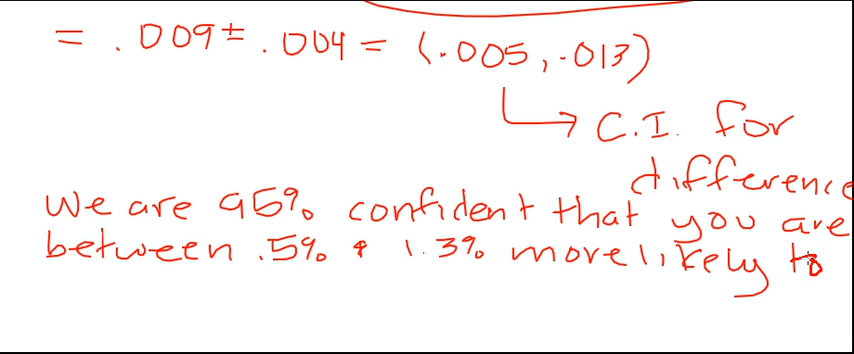 = .009 ± .004 = (.005, .013)
↳ C.I. for
difference
We are 95% confident that you are
between .5% & 1.3% more likely to